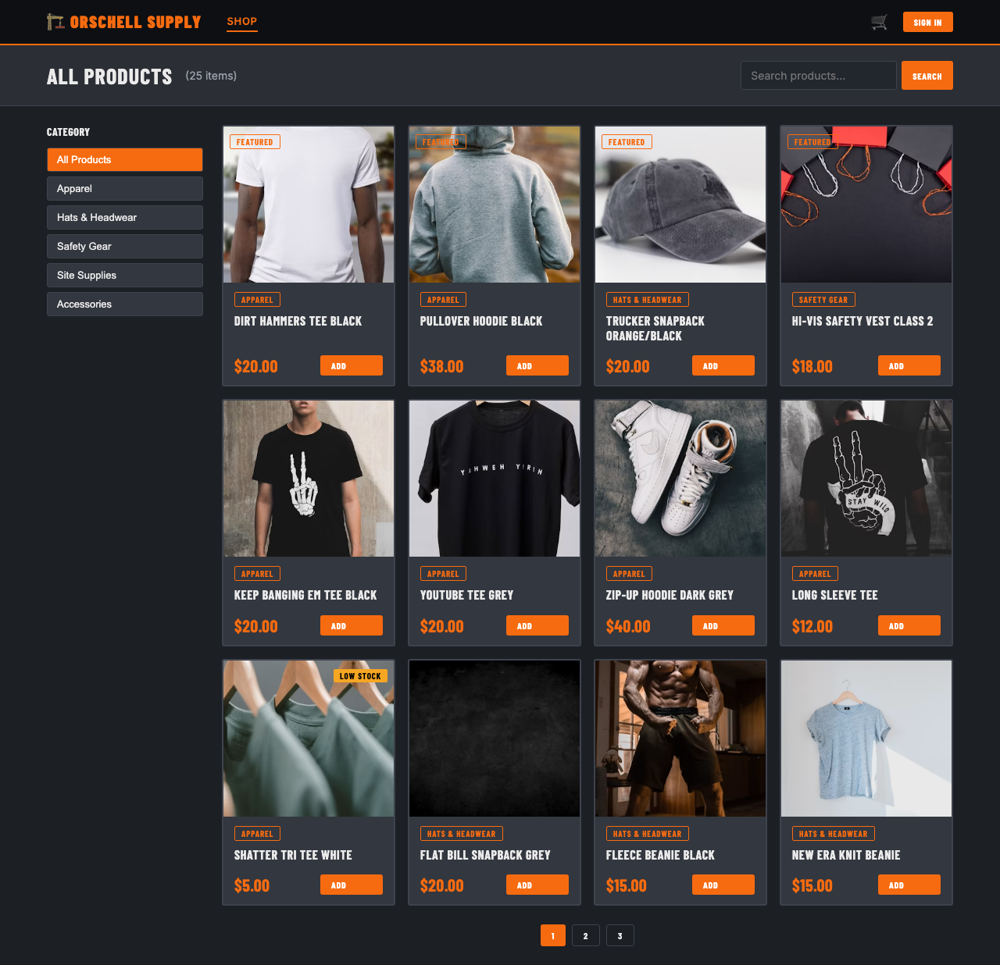 ORSCHELL SUPPLY
SHOP
SIGN IN
ALL PRODUCTS
(25 items)
Search products...
SEARCH
CATEGORY
All Products
Apparel
Hats & Headwear
Safety Gear
Site Supplies
Accessories
FEATURED
FEATURED
FEATURED
FEATURED
APPAREL
DIRT HAMMERS TEE BLACK
$20.00
ADD
APPAREL
PULLOVER HOODIE BLACK
$38.00
ADD
HATS & HEADWEAR
TRUCKER SNAPBACK
ORANGE/BLACK
$20.00
ADD
SAFETY GEAR
HI-VIS SAFETY VEST CLASS 2
$18.00
ADD
APPAREL
KEEP BANGING EM TEE BLACK
$20.00
ADD
YAHWEH YIREH
APPAREL
YOUTUBE TEE GREY
$20.00
ADD
APPAREL
ZIP-UP HOODIE DARK GREY
$40.00
ADD
STAY WILD
APPAREL
LONG SLEEVE TEE
$12.00
ADD
LOW STOCK
APPAREL
SHATTER TRI TEE WHITE
$5.00
ADD
HATS & HEADWEAR
FLAT BILL SNAPBACK GREY
$20.00
ADD
HATS & HEADWEAR
FLEECE BEANIE BLACK
$15.00
ADD
HATS & HEADWEAR
NEW ERA KNIT BEANIE
$15.00
ADD
1
2
3